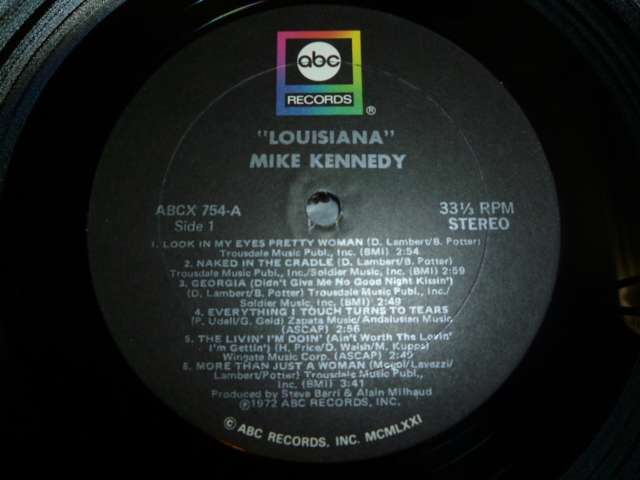 abc
RECORDS
®
"LOUISIANA"
MIKE KENNEDY
ABCX 754-A
Side 1
33⅓ RPM
STEREO
1. LOOK IN MY EYES PRETTY WOMAN (D. Lambert/B. Potter)
Trousdale Music Publ., Inc. (BMI) 2:54
2. NAKED IN THE CRADLE (D. Lambert/B. Potter)
Trousdale Music Publ., Inc./Soldier Music, Inc. (BMI) 2:59
3. GEORGIA (Didn't Give Me No Good Night Kissin')
(D. Lambert/B. Potter) Trousdale Music Publ., Inc./
Soldier Music, Inc. (BMI) 2:49
4. EVERYTHING I TOUCH TURNS TO TEARS
(P. Udell/G. Geld) Zapata Music/Andalusian Music
(ASCAP) 2:56
5. THE LIVIN' I'M DOIN' (Ain't Worth The Lovin'
I'm Gettin') (H. Price/D. Walsh/M. Kupps)
Wingate Music Corp. (ASCAP) 2:49
6. MORE THAN JUST A WOMAN (Mogol/Lavezzi/
Lambert/Potter) Trousdale Music Publ.,
Inc. (BMI) 3:41
Produced by Steve Barri & Alain Milhaud
℗1972 ABC RECORDS, INC.
© ABC RECORDS, INC. MCMLXXI